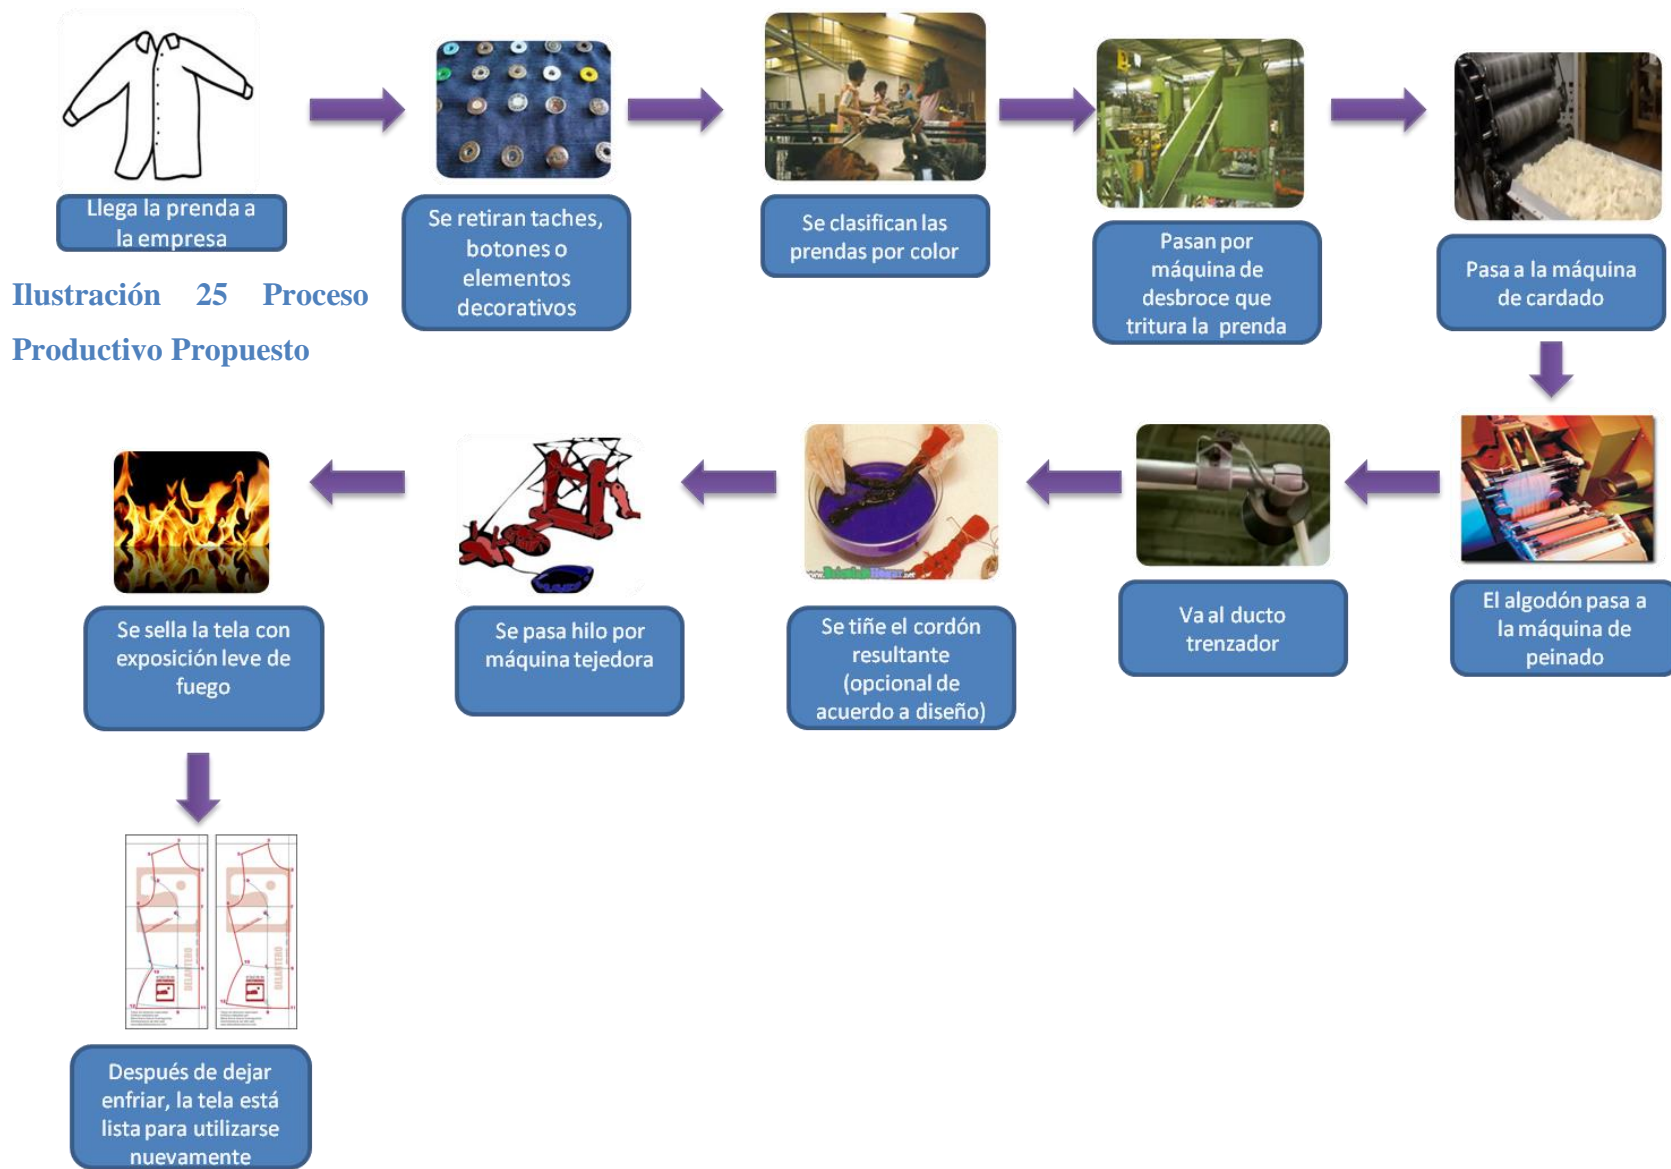 Llega la prenda a
la empresa
Se retiran taches,
botones o
elementos
decorativos
Se clasifican las
prendas por color
Pasan por
máquina de
desbroce que
tritura la prenda
Pasa a la máquina
de cardado
Ilustración 25 Proceso
Productivo Propuesto
El algodón pasa a
la máquina de
peinado
Va al ducto
trenzador
Se tiñe el cordón
resultante
(opcional de
acuerdo a diseño)
Se pasa hilo por
máquina tejedora
Se sella la tela con
exposición leve de
fuego
DELANTERO
DELANTERO
Después de dejar
enfriar, la tela está
lista para utilizarse
nuevamente